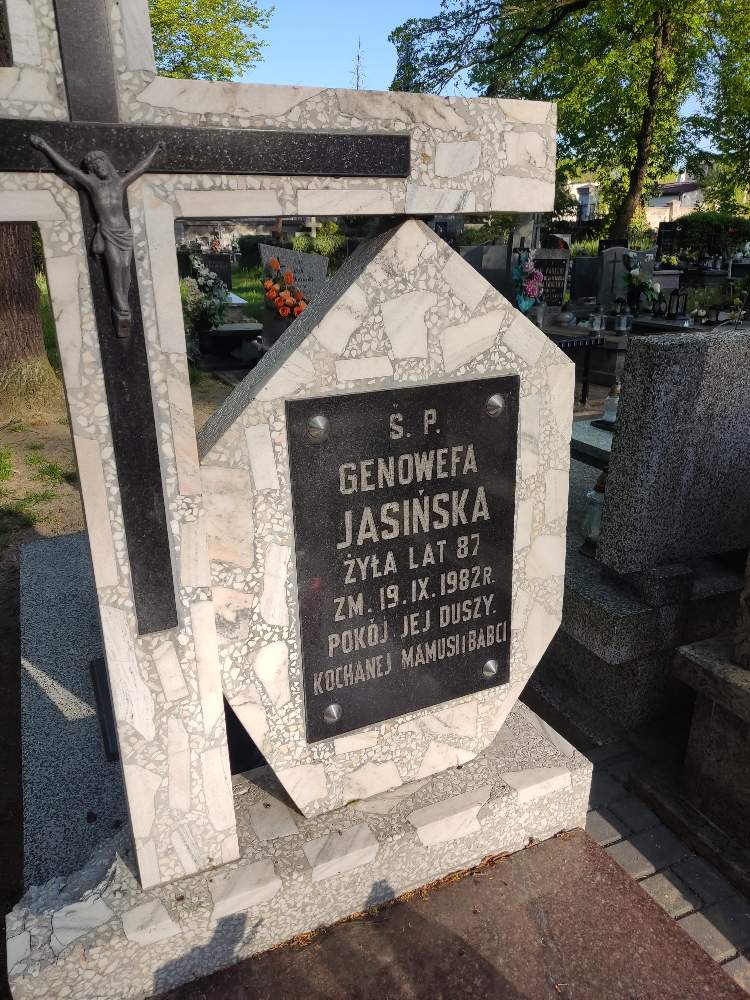 Ś. P.
GENOWEFA
JASIŃSKA
ŻYŁA LAT 87
ZM. 19. IX. 1982 R.
POKÓJ JEJ DUSZY.
KOCHANEJ MAMUSI I BABCI